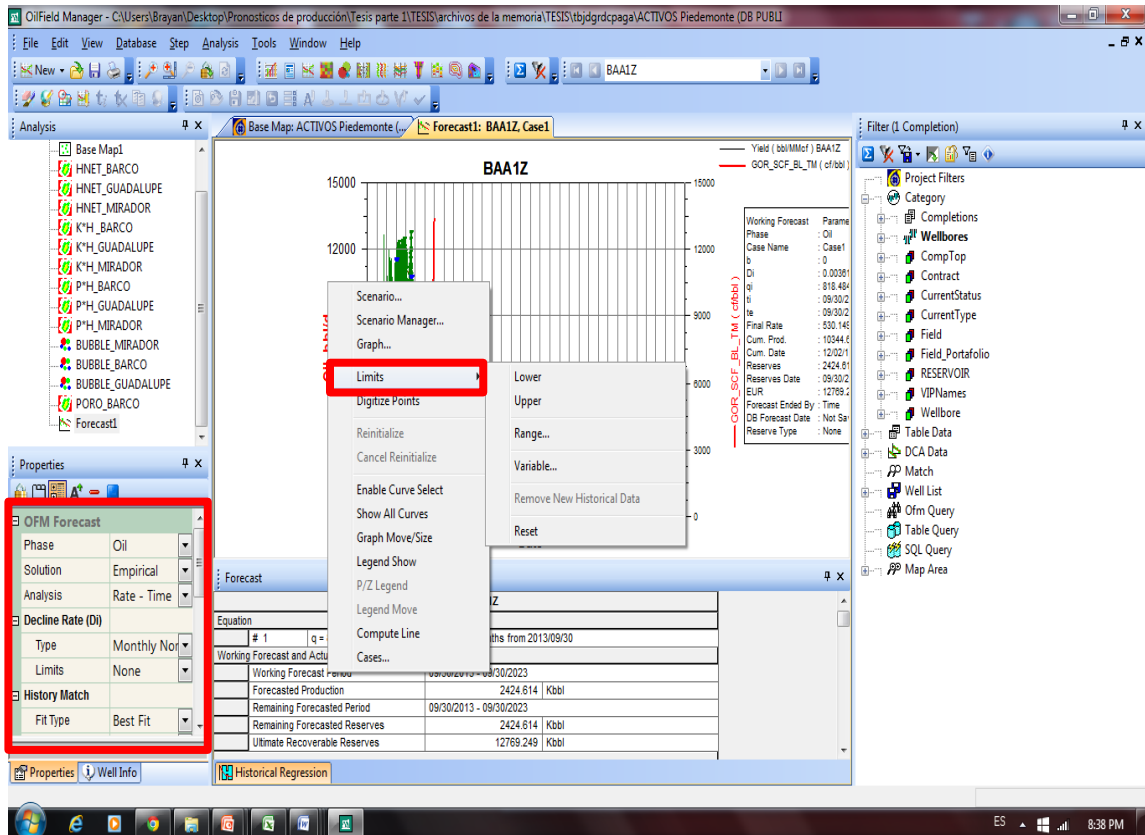 OilField Manager - C:\Users\Brayan\Desktop\Pronosticos de producción\Tesis parte 1\TESIS\archivos de la memoria\TESIS\tbjdgrdcpaga\ACTIVOS Piedemonte (DB PUBLI
File Edit View Database Step Analysis Tools Window Help
New BAA1Z
Analysis
Base Map1
HNET_BARCO
HNET_GUADALUPE
HNET_MIRADOR
K*H_BARCO
K*H_GUADALUPE
K*H_MIRADOR
P*H_BARCO
P*H_GUADALUPE
P*H_MIRADOR
BUBBLE_MIRADOR
BUBBLE_BARCO
BUBBLE_GUADALUPE
PORO_BARCO
Forecast1
Properties
OFM Forecast
Phase Oil
Solution Empirical
Analysis Rate - Time
Decline Rate (Di)
Type Monthly Nor
Limits None
History Match
Fit Type Best Fit
Properties Well Info
Base Map: ACTIVOS Piedemonte (... Forecast1: BAA1Z, Case1
Yield ( bbl/MMcf ) BAA1Z
GOR_SCF_BL_TM ( cf/bbl )
BAA1Z
15000
12000
15000
12000
9000
6000
3000
0
GOR_SCF_BL_TM ( cf/bbl )
Working Forecast Parame
Phase : Oil
Case Name : Case1
b : 0
Di : 0.00361
qi : 818.484
ti : 09/30/2
te : 09/30/2
Final Rate : 530.149
Cum. Prod. : 10344.6
Cum. Date : 12/02/1
Reserves : 2424.61
Reserves Date : 09/30/2
EUR : 12769.2
Forecast Ended By : Time
DB Forecast Date : Not Sa
Reserve Type : None
Scenario...
Scenario Manager...
Graph...
Limits
Digitize Points
Reinitialize
Cancel Reinitialize
Enable Curve Select
Show All Curves
Graph Move/Size
Legend Show
P/Z Legend
Legend Move
Compute Line
Cases...
Lower
Upper
Range...
Variable...
Remove New Historical Data
Reset
Forecast
Equation
# 1 q = ths from 2013/09/30
Working Forecast and Actu
Working Forecast Period 09/30/2013 - 09/30/2023
Forecasted Production 2424.614 Kbbl
Remaining Forecasted Period 09/30/2013 - 09/30/2023
Remaining Forecasted Reserves 2424.614 Kbbl
Ultimate Recoverable Reserves 12769.249 Kbbl
Historical Regression
Filter (1 Completion)
Project Filters
Category
Completions
Wellbores
CompTop
Contract
CurrentStatus
CurrentType
Field
Field_Portafolio
RESERVOIR
VIPNames
Wellbore
Table Data
DCA Data
Match
Well List
Ofm Query
Table Query
SQL Query
Map Area
ES 8:38 PM